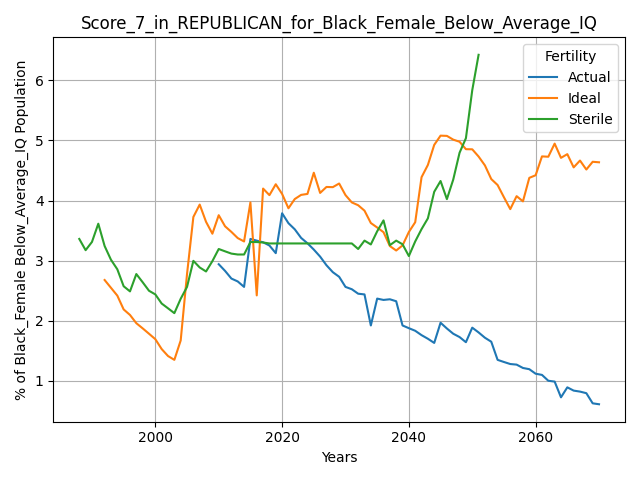 Score_7_in_REPUBLICAN_for_Black_Female_Below_Average_IQ
% of Black_Female Below_Average_IQ Population
6
5
4
3
2
1
Fertility
Actual
Ideal
Sterile
2000 2020 2040 2060
Years